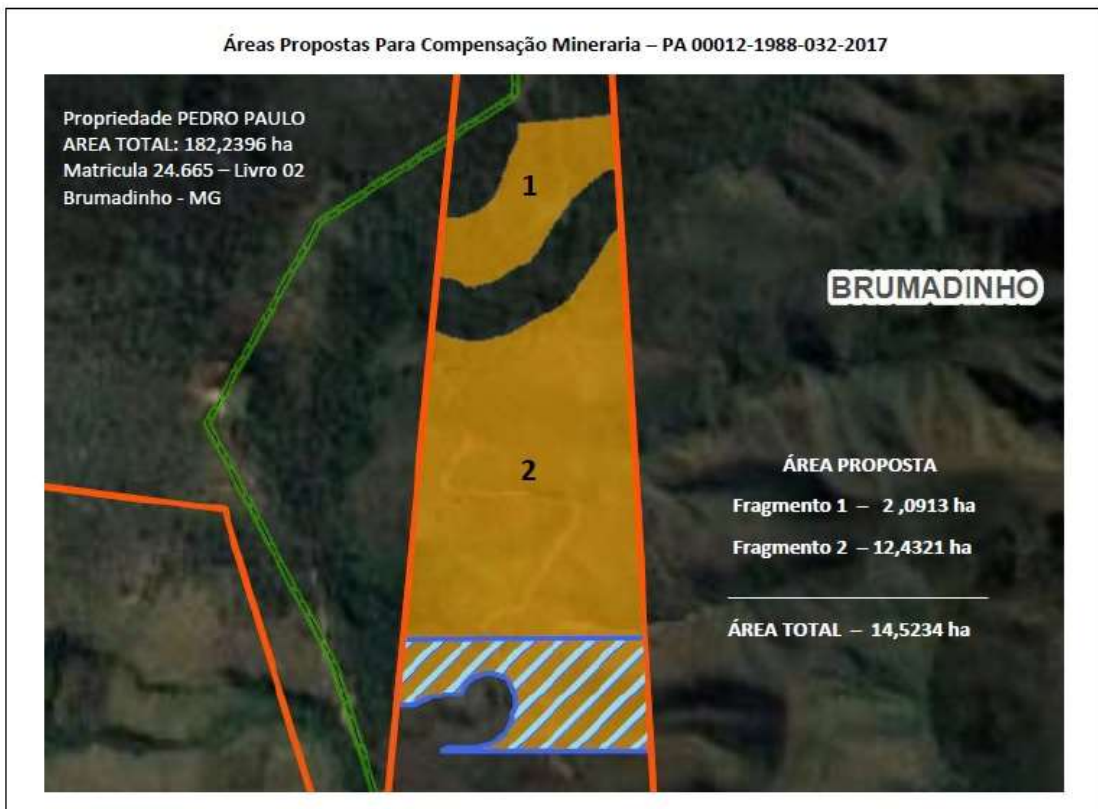 Áreas Propostas Para Compensação Mineraria – PA 00012-1988-032-2017
Propriedade PEDRO PAULO
AREA TOTAL: 182,2396 ha
Matricula 24.665 – Livro 02
Brumadinho - MG
1
BRUMADINHO
2
ÁREA PROPOSTA
Fragmento 1 – 2 ,0913 ha
Fragmento 2 – 12,4321 ha
ÁREA TOTAL – 14,5234 ha